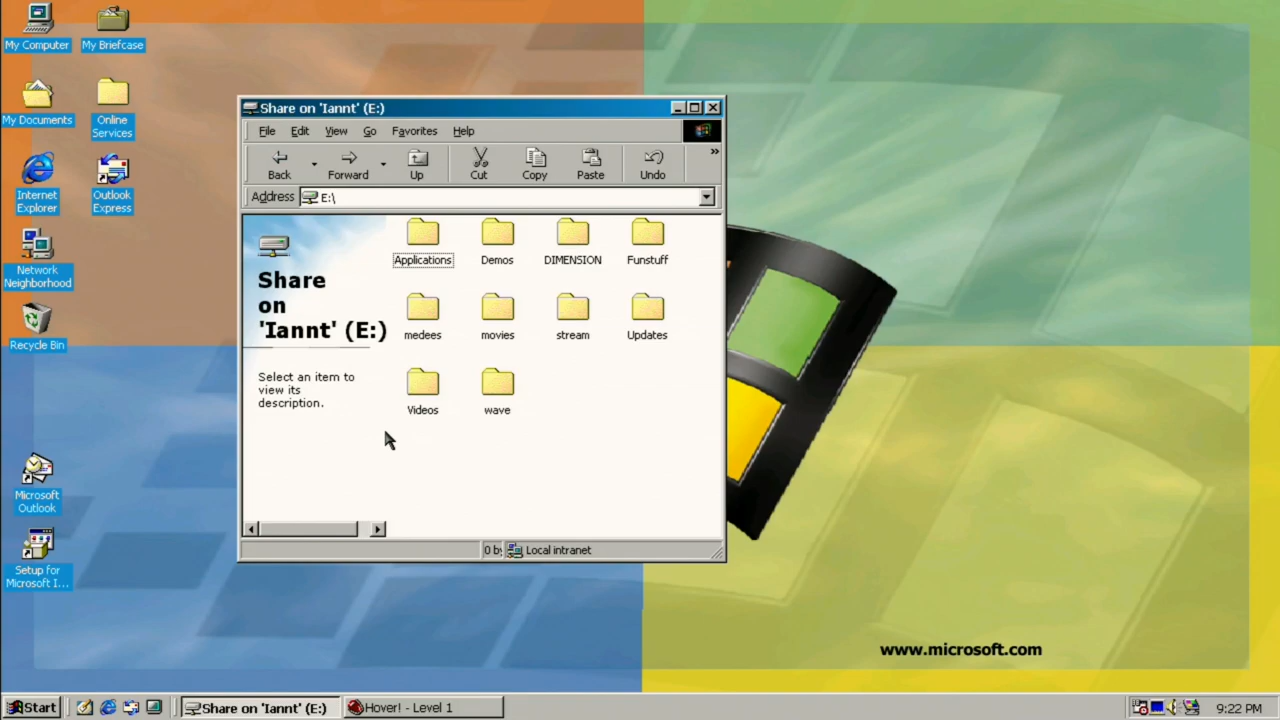 My Computer
My Briefcase
My Documents
Online
Services
Internet
Explorer
Outlook
Express
Network
Neighborhood
Recycle Bin
Microsoft
Outlook
Setup for
Microsoft I...
Share on 'Iannt' (E:)
File Edit View Go Favorites Help
Back Forward Up Cut Copy Paste Undo »
Address E:\
Share
on
'Iannt' (E:)
Select an item to
view its
description.
Applications Demos DIMENSION Funstuff
medees movies stream Updates
Videos wave
0 by Local intranet
www.microsoft.com
Start Share on 'Iannt' (E:) Hover! - Level 1 9:22 PM